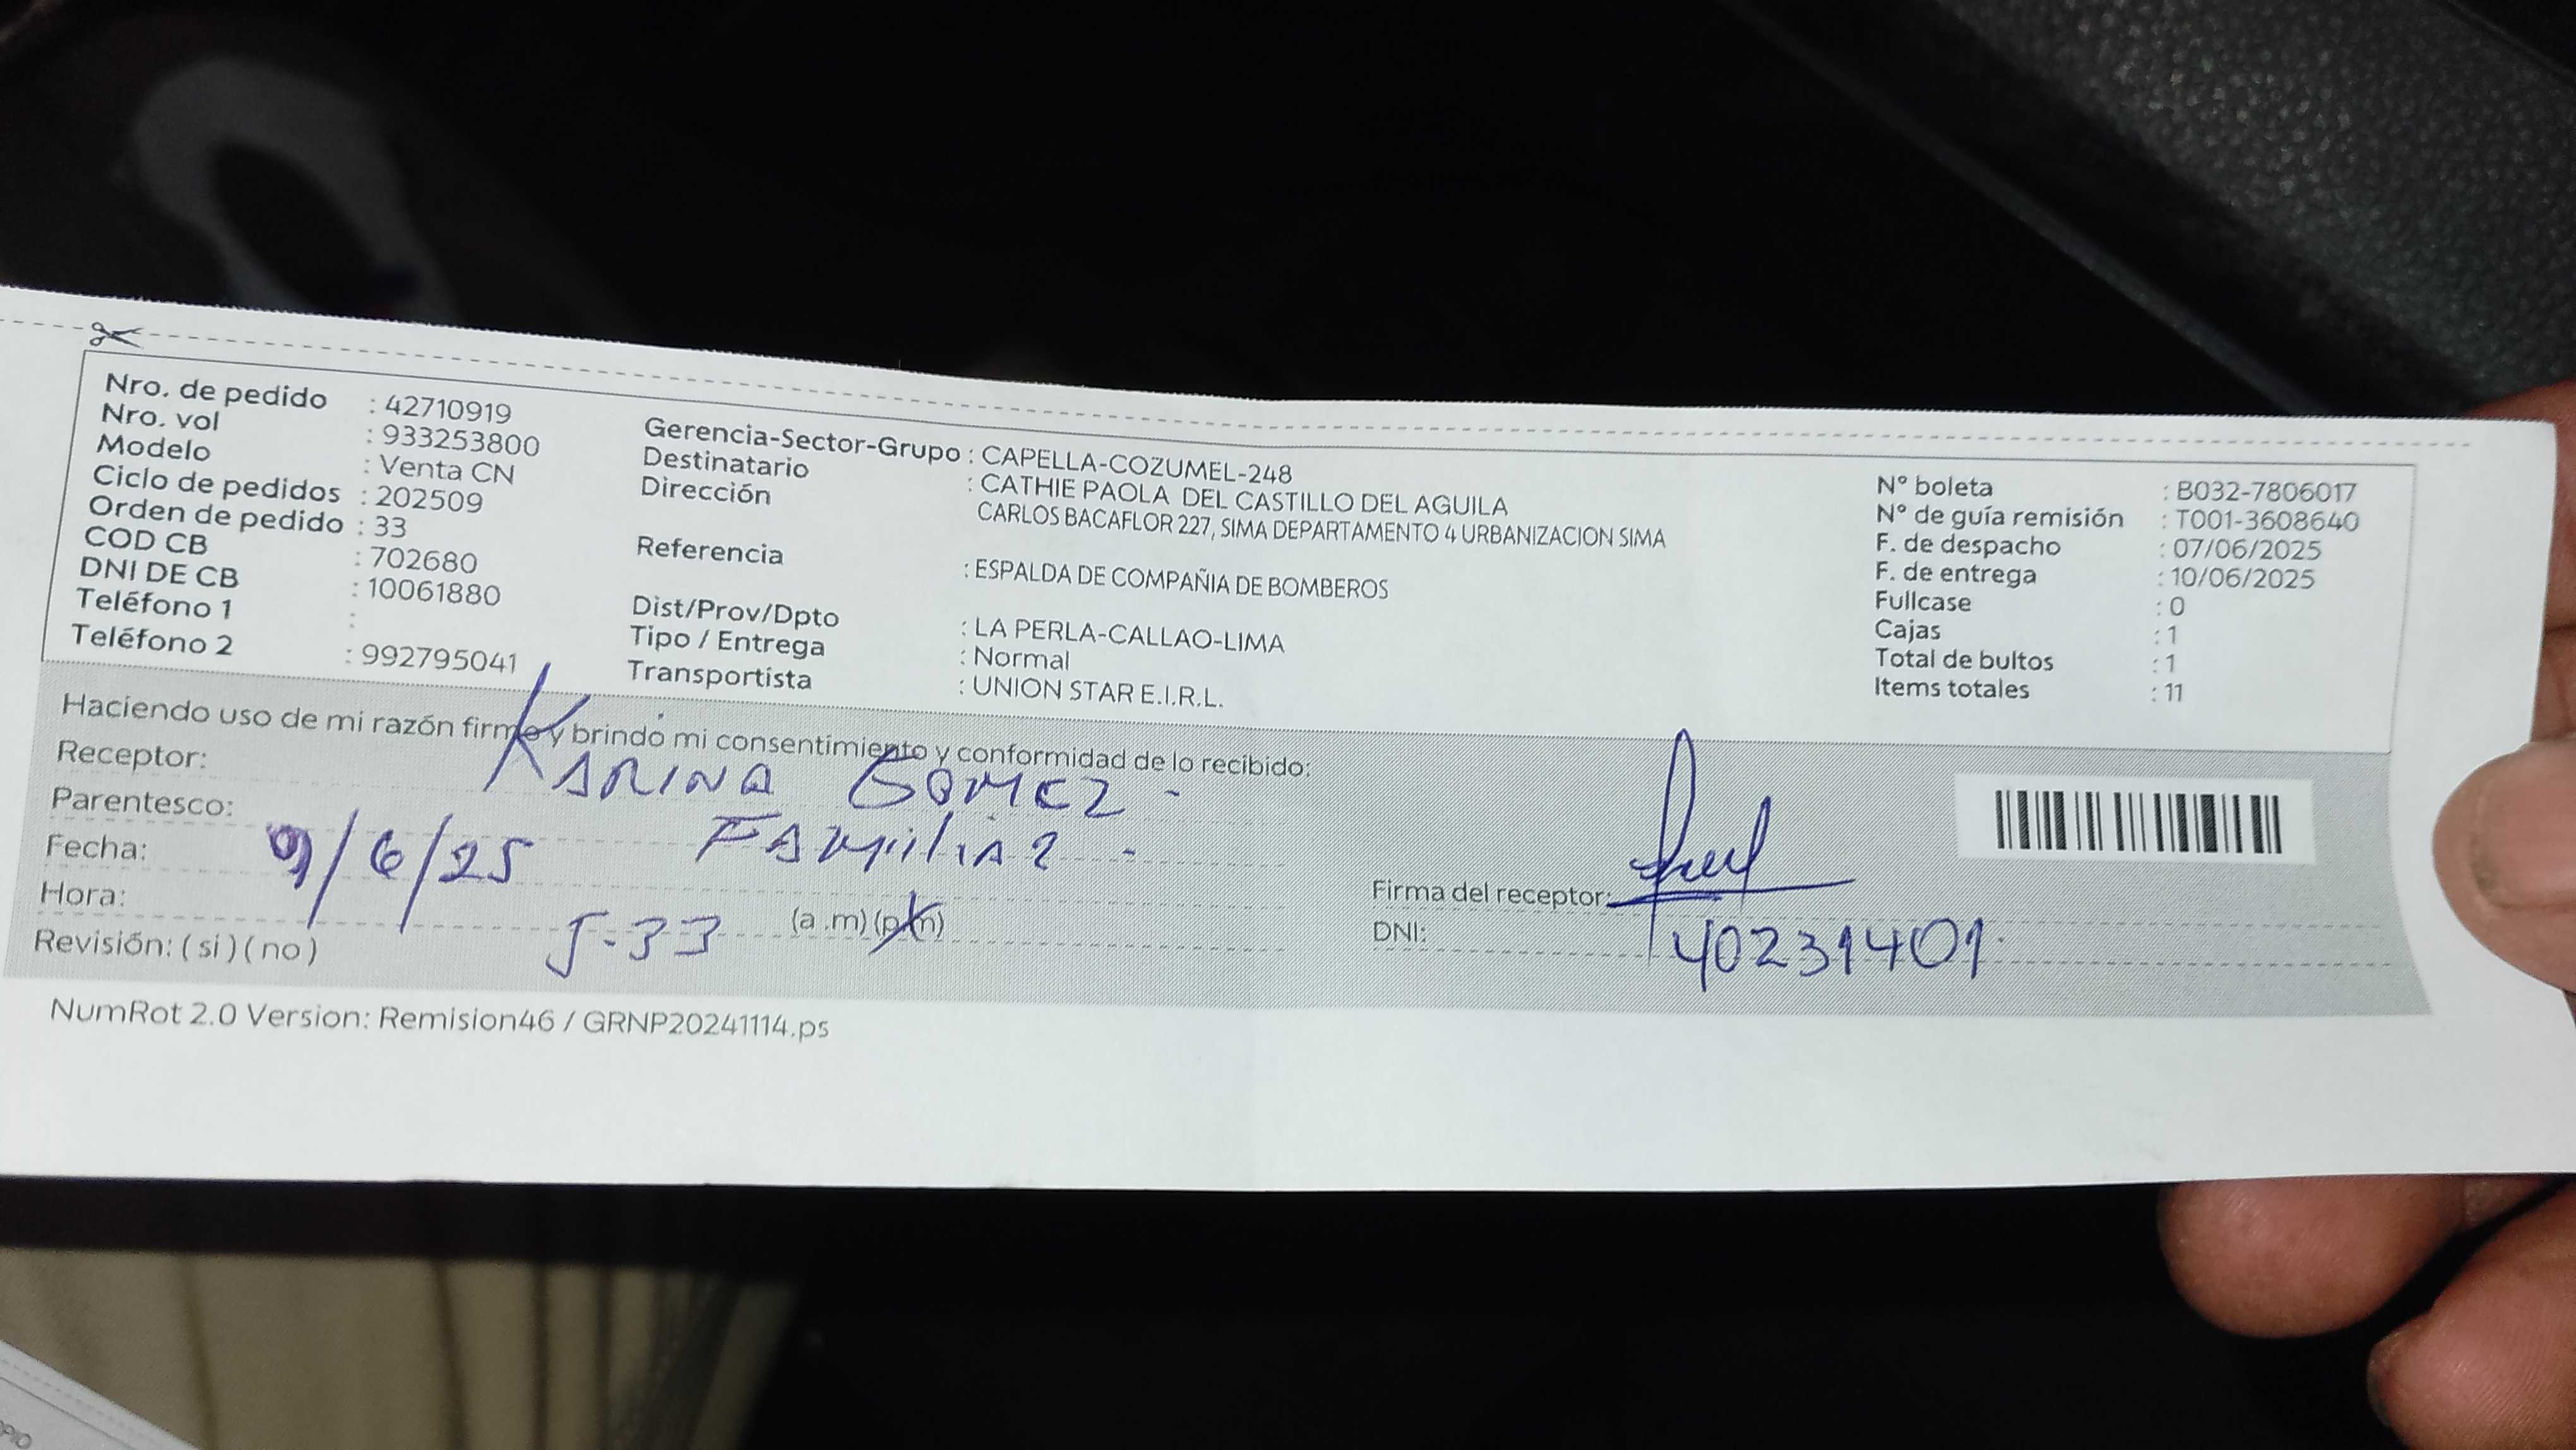 Nro. de pedido : 42710919
Nro. vol : 933253800
Modelo : Venta CN
Ciclo de pedidos : 202509
Orden de pedido : 33
COD CB : 702680
DNI DE CB : 10061880
Teléfono 1 :
Teléfono 2 : 992795041
Gerencia-Sector-Grupo : CAPELLA-COZUMEL-248
Destinatario : CATHIE PAOLA DEL CASTILLO DEL AGUILA
Dirección CARLOS BACAFLOR 227, SIMA DEPARTAMENTO 4 URBANIZACION SIMA
Referencia : ESPALDA DE COMPAÑIA DE BOMBEROS
Dist/Prov/Dpto : LA PERLA-CALLAO-LIMA
Tipo / Entrega : Normal
Transportista : UNION STAR E.I.R.L.
N° boleta : B032-7806017
N° de guía remisión : T001-3608640
F. de despacho : 07/06/2025
F. de entrega : 10/06/2025
Fullcase : 0
Cajas : 1
Total de bultos : 1
Items totales : 11
Haciendo uso de mi razón firmo y brindo mi consentimiento y conformidad de lo recibido:
Receptor: KARINA GOMEZ -
Parentesco: FAMiliA2 -
Fecha: 9/6/25
Hora: 5-33 (a .m) (p.m)
Revisión: ( si ) ( no )
Firma del receptor:
DNI: 40231401.
NumRot 2.0 Version: Remision46 / GRNP20241114.ps